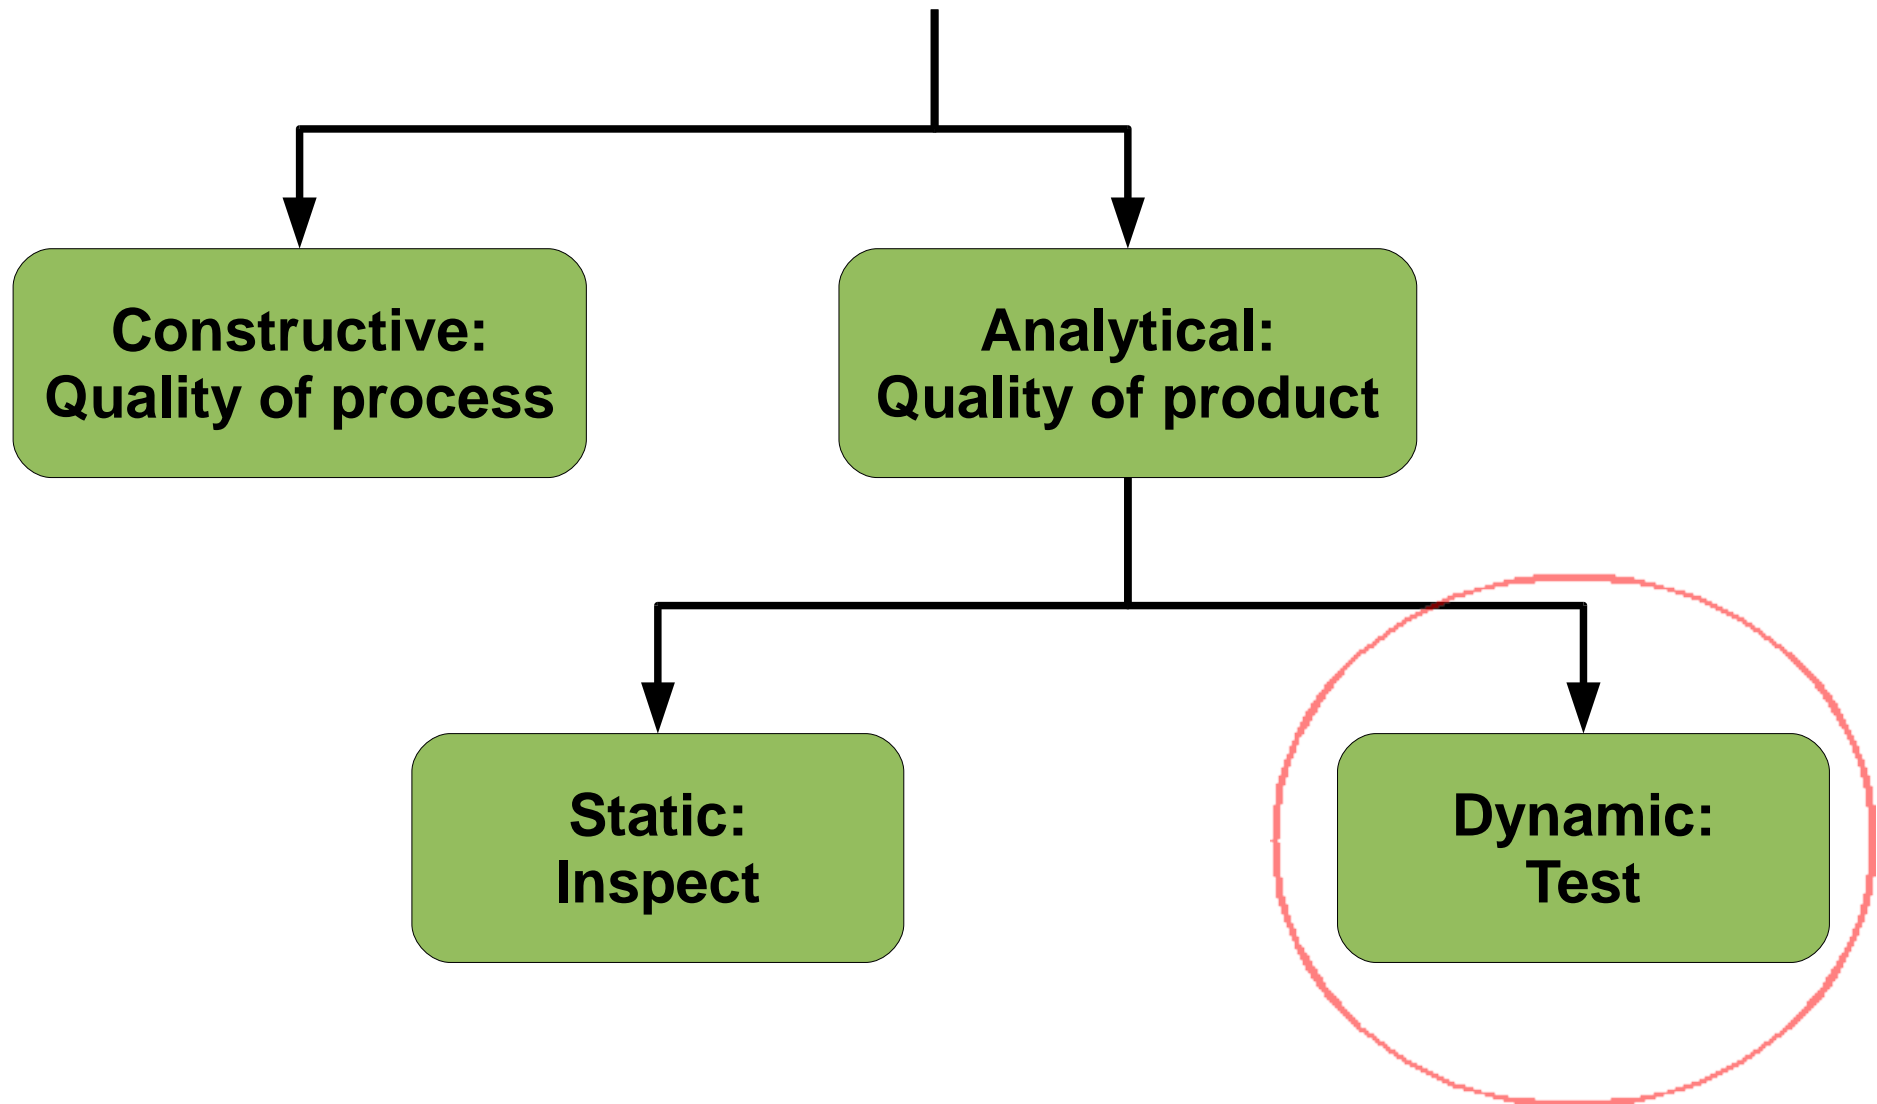 Constructive:
Quality of process
Analytical:
Quality of product
Static:
Inspect
Dynamic:
Test